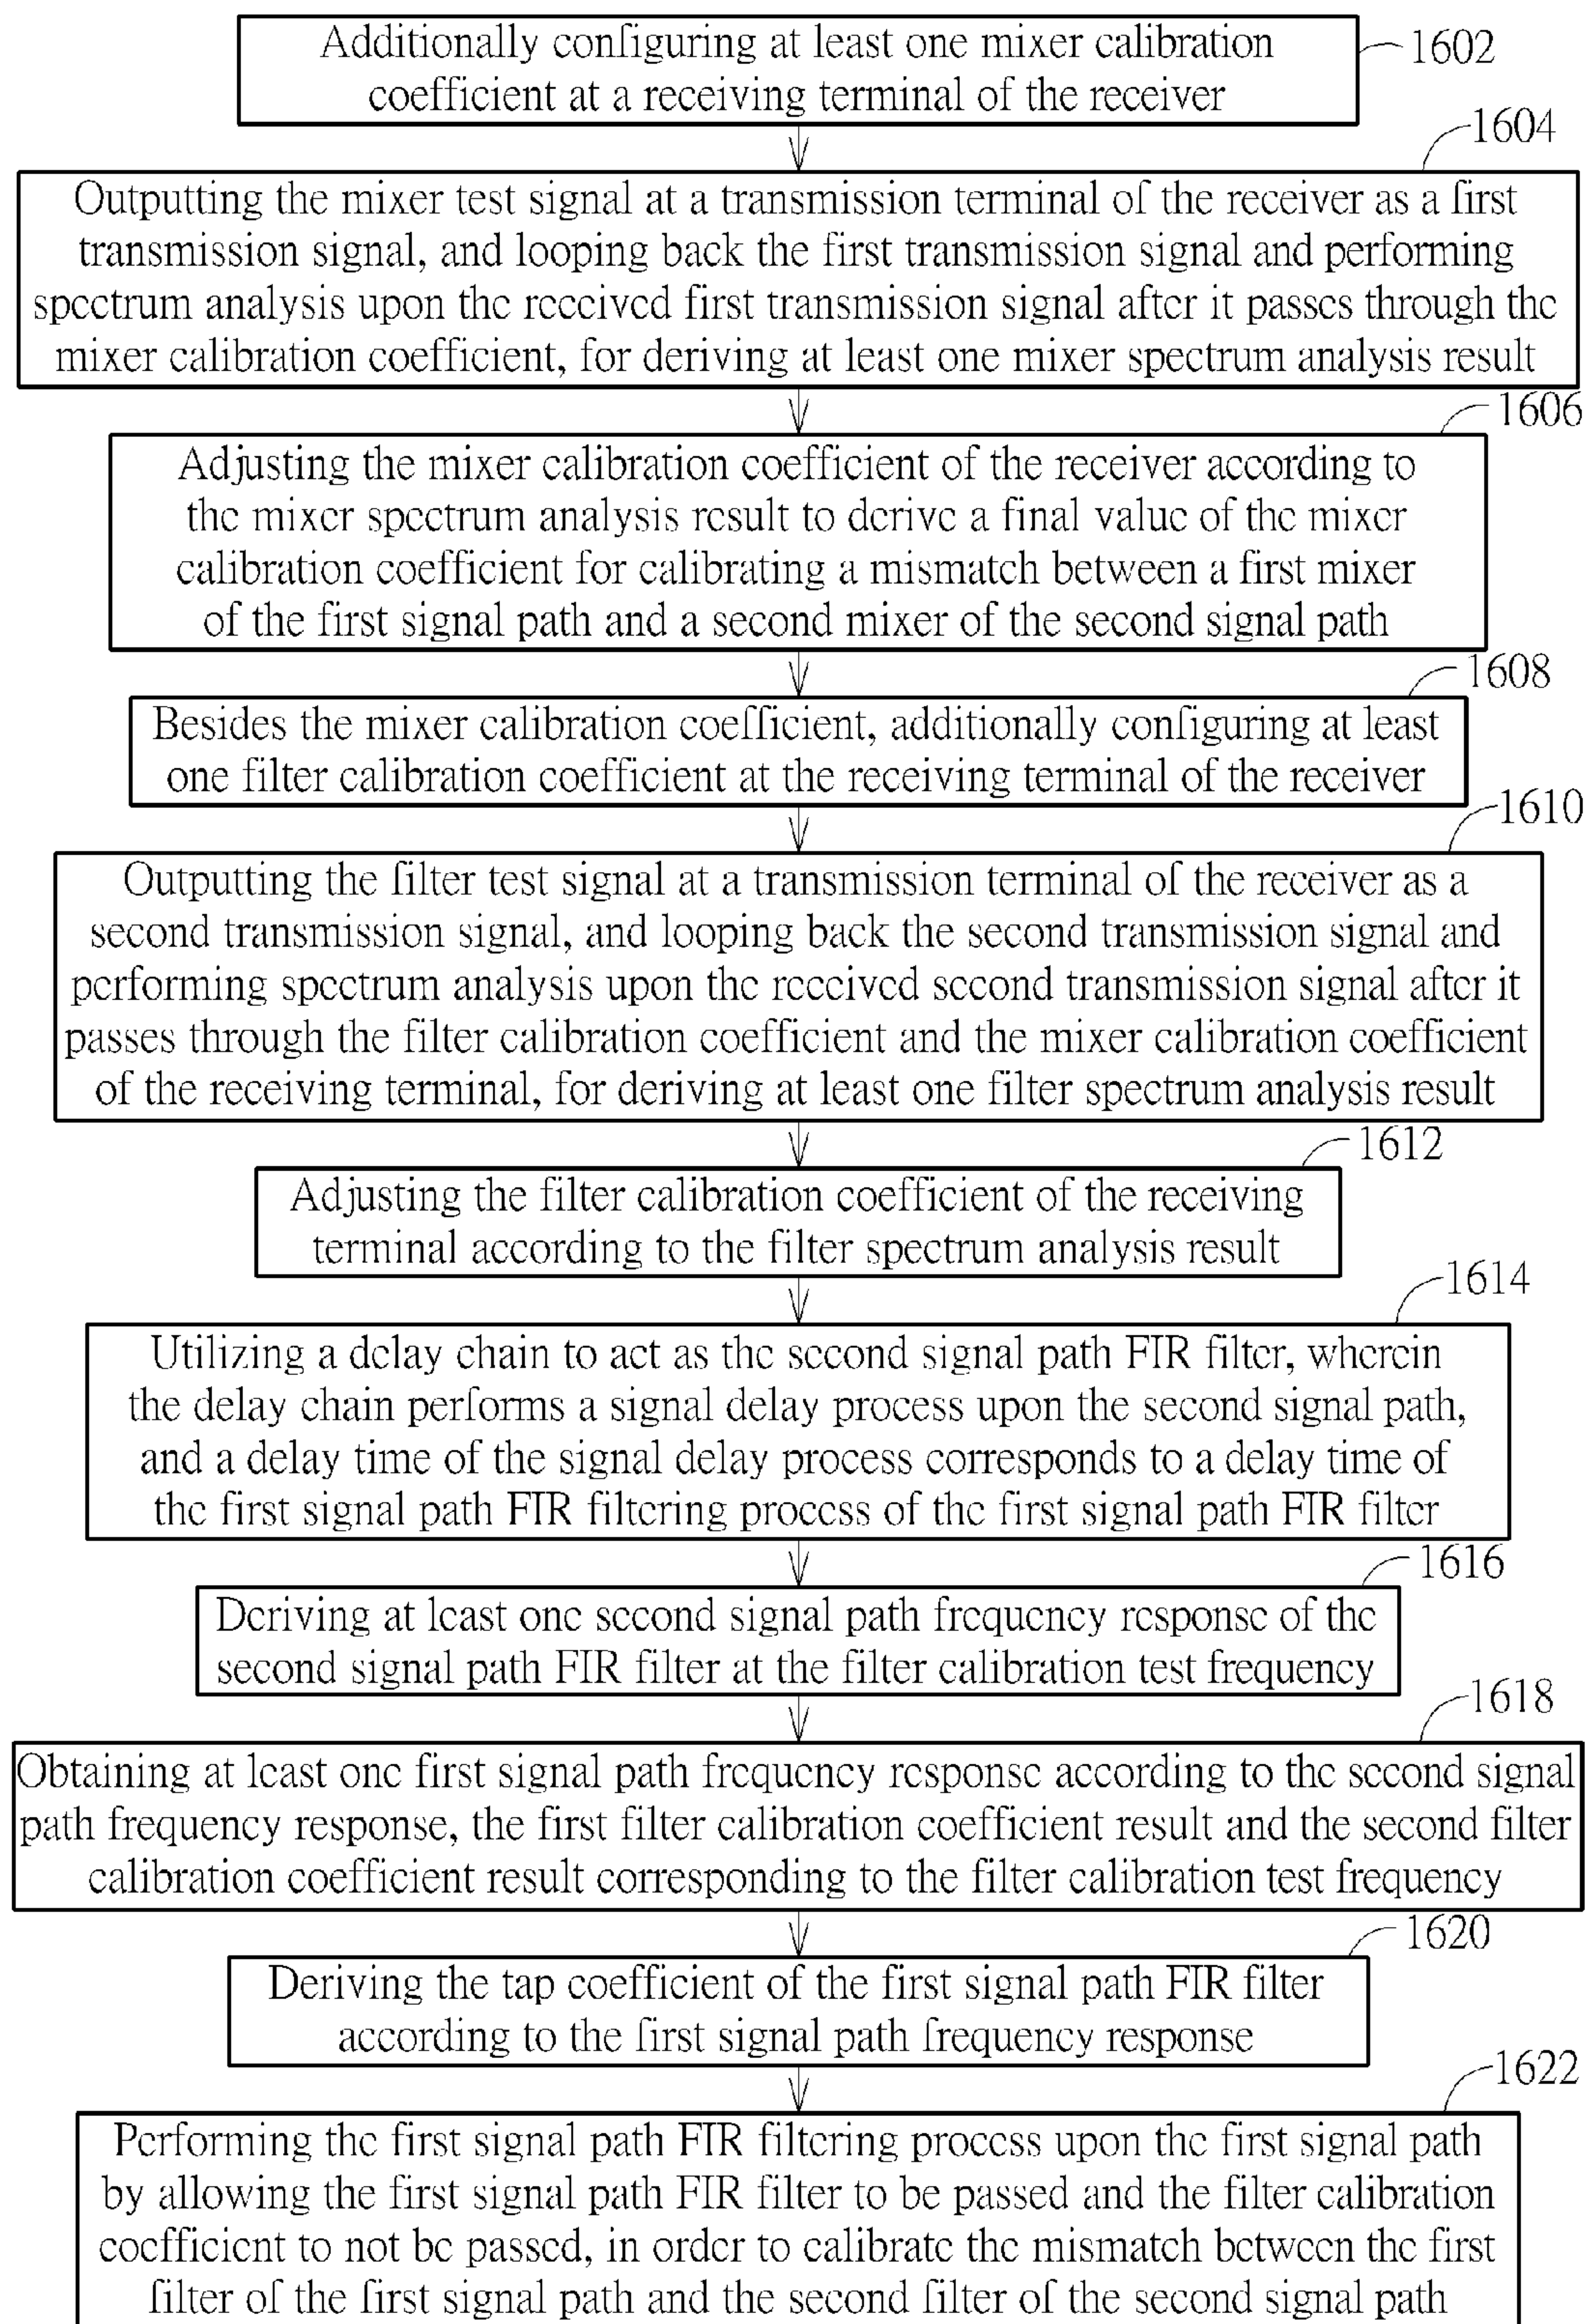 Additionally configuring at least one mixer calibration
coefficient at a receiving terminal of the receiver
1602
1604
Outputting the mixer test signal at a transmission terminal of the receiver as a first
transmission signal, and looping back the first transmission signal and performing
spectrum analysis upon the received first transmission signal after it passes through the
mixer calibration coefficient, for deriving at least one mixer spectrum analysis result
1606
Adjusting the mixer calibration coefficient of the receiver according to
the mixer spectrum analysis result to derive a final value of the mixer
calibration coefficient for calibrating a mismatch between a first mixer
of the first signal path and a second mixer of the second signal path
1608
Besides the mixer calibration coefficient, additionally configuring at least
one filter calibration coefficient at the receiving terminal of the receiver
1610
Outputting the filter test signal at a transmission terminal of the receiver as a
second transmission signal, and looping back the second transmission signal and
performing spectrum analysis upon the received second transmission signal after it
passes through the filter calibration coefficient and the mixer calibration coefficient
of the receiving terminal, for deriving at least one filter spectrum analysis result
1612
Adjusting the filter calibration coefficient of the receiving
terminal according to the filter spectrum analysis result
1614
Utilizing a delay chain to act as the second signal path FIR filter, wherein
the delay chain performs a signal delay process upon the second signal path,
and a delay time of the signal delay process corresponds to a delay time of
the first signal path FIR filtering process of the first signal path FIR filter
1616
Deriving at least one second signal path frequency response of the
second signal path FIR filter at the filter calibration test frequency
1618
Obtaining at least one first signal path frequency response according to the second signal
path frequency response, the first filter calibration coefficient result and the second filter
calibration coefficient result corresponding to the filter calibration test frequency
1620
Deriving the tap coefficient of the first signal path FIR filter
according to the first signal path frequency response
1622
Performing the first signal path FIR filtering process upon the first signal path
by allowing the first signal path FIR filter to be passed and the filter calibration
coefficient to not be passed, in order to calibrate the mismatch between the first
filter of the first signal path and the second filter of the second signal path